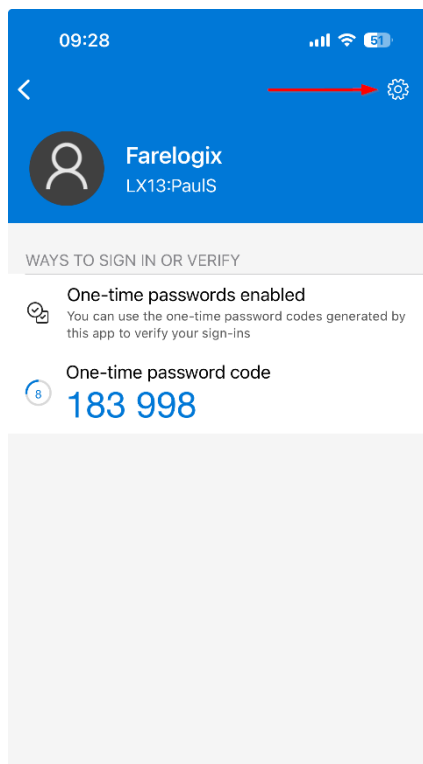 09:28
51
Farelogix
LX13:PaulS
WAYS TO SIGN IN OR VERIFY
One-time passwords enabled
You can use the one-time password codes generated by
this app to verify your sign-ins
One-time password code
8
183 998